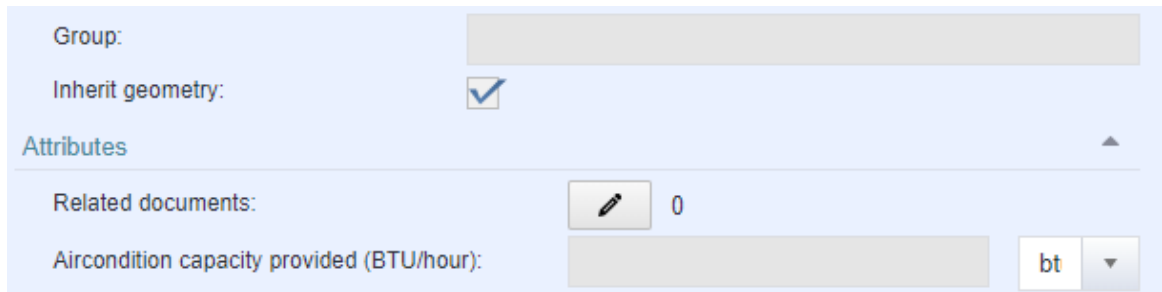 Group:
Inherit geometry:
Attributes
Related documents: 0
Aircondition capacity provided (BTU/hour): bt